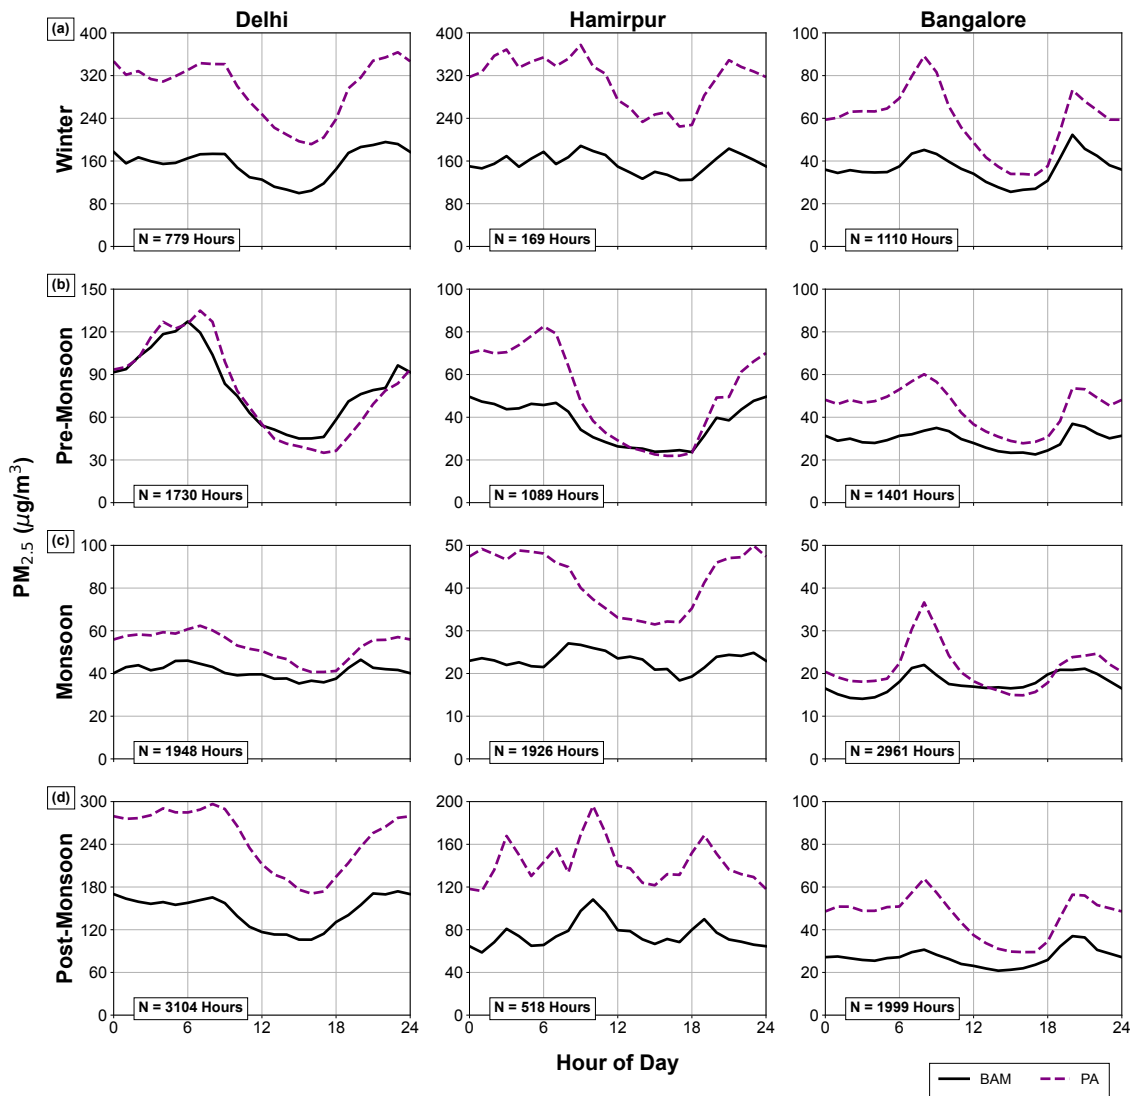 Delhi Hamirpur Bangalore
(a)
Winter
400 400 100
320 320 80
240 240 60
160 160 40
80 80 20
0 0 0
N = 779 Hours N = 169 Hours N = 1110 Hours
(b)
Pre-Monsoon
150 100 100
120 80 80
90 60 60
60 40 40
30 20 20
0 0 0
N = 1730 Hours N = 1089 Hours N = 1401 Hours
PM2.5 (μg/m³)
(c)
Monsoon
100 50 50
80 40 40
60 30 30
40 20 20
20 10 10
0 0 0
N = 1948 Hours N = 1926 Hours N = 2961 Hours
(d)
Post-Monsoon
300 200 100
240 160 80
180 120 60
120 80 40
60 40 20
0 0 0
N = 3104 Hours N = 518 Hours N = 1999 Hours
0 6 12 18 24 0 6 12 18 24 0 6 12 18 24
Hour of Day
BAM PA